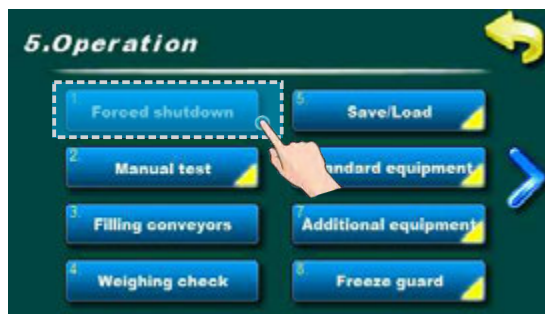 5.Operation
1. Forced shutdown
5. Save/Load
2. Manual test
andard equipment
3. Filling conveyors
7. Additional equipment
4. Weighing check
8. Freeze guard